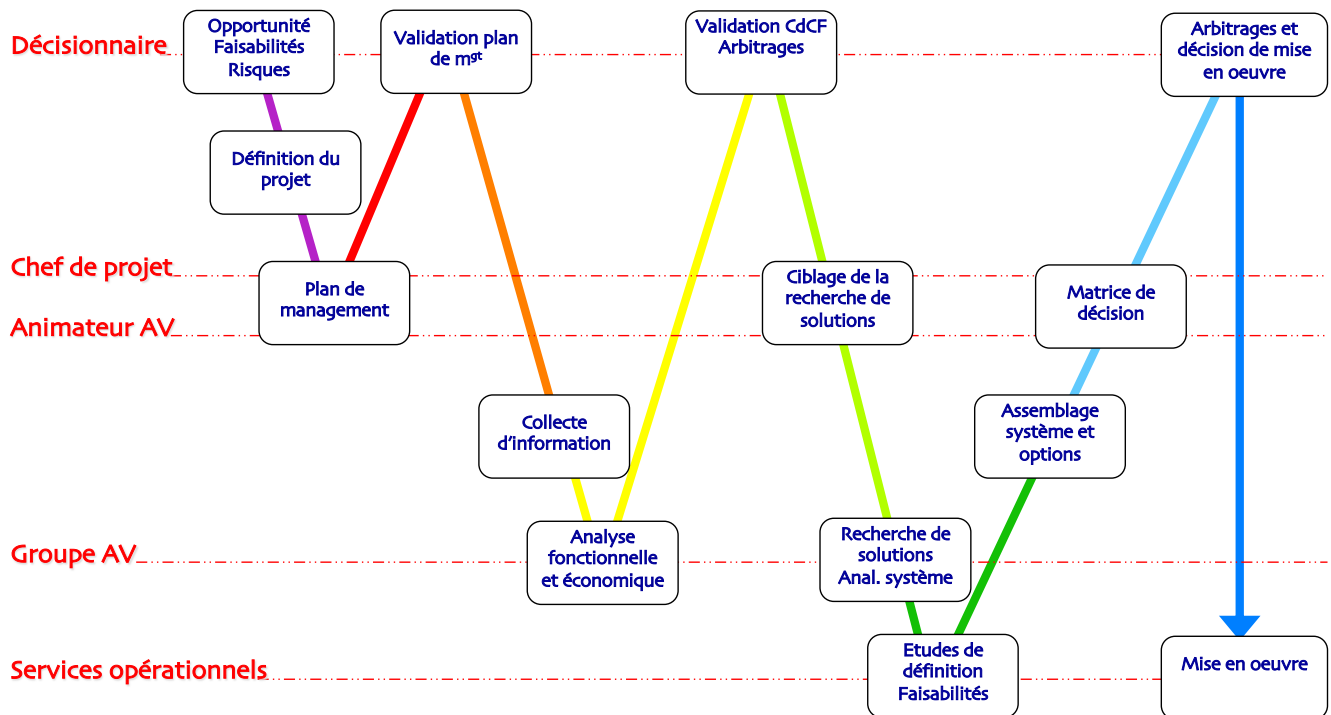 Décisionnaire
Opportunité
Faisabilités
Risques
Validation plan
de mgt
Validation CdCF
Arbitrages
Arbitrages et
décision de mise
en oeuvre
Définition du
projet
Chef de projet
Animateur AV
Plan de
management
Ciblage de la
recherche de
solutions
Matrice de
décision
Collecte
d’information
Assemblage
système et
options
Groupe AV
Analyse
fonctionnelle
et économique
Recherche de
solutions
Anal. système
Services opérationnels
Etudes de
définition
Faisabilités
Mise en oeuvre